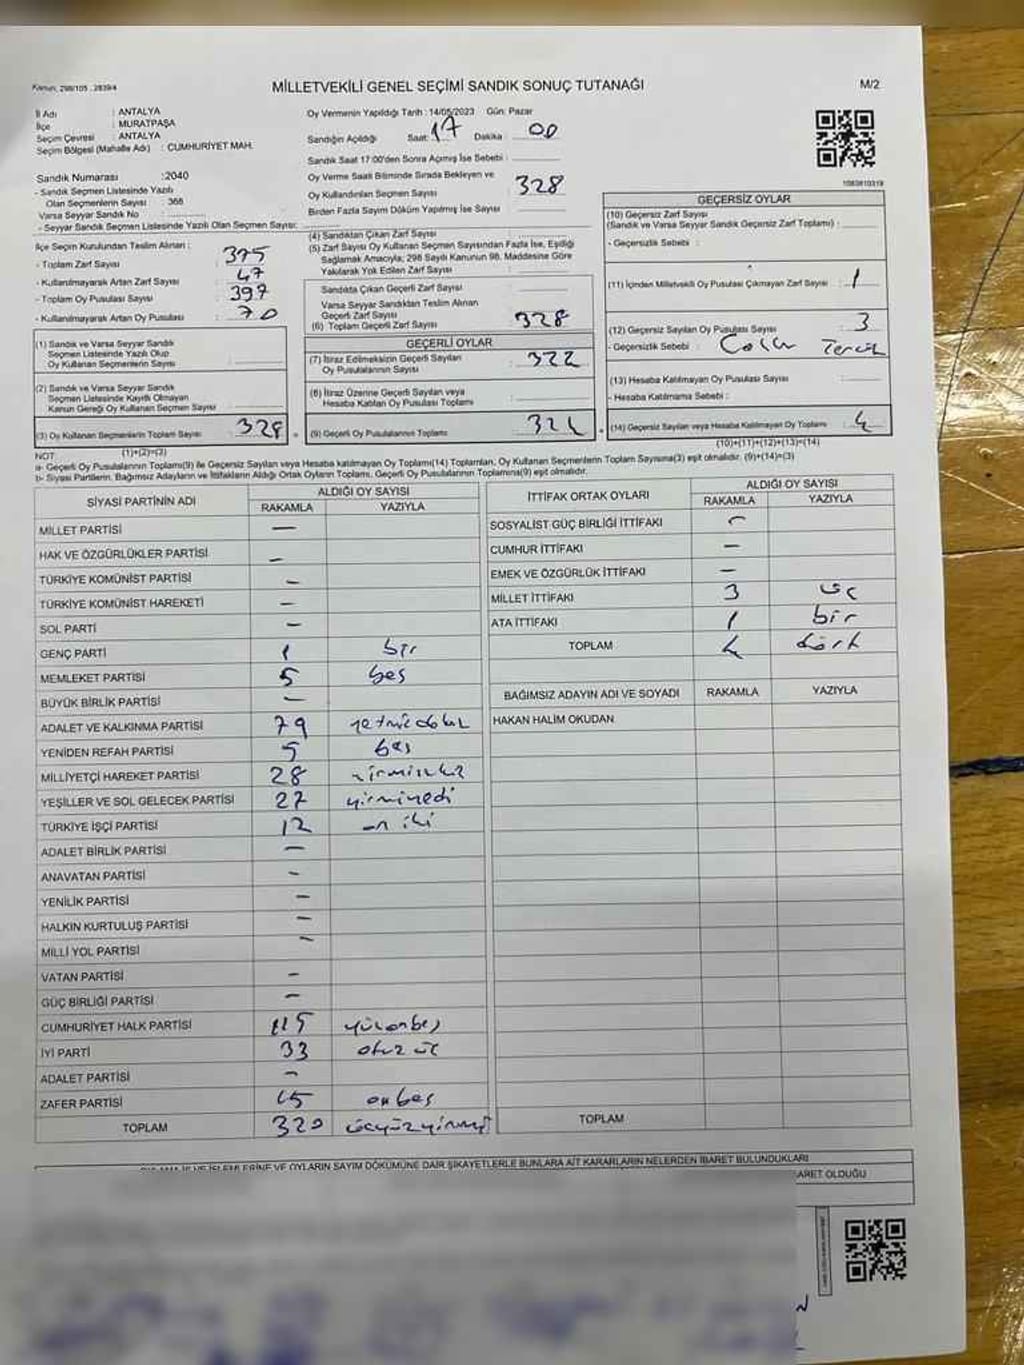 Kanun: 298/105 , 2839/4
MİLLETVEKİLİ GENEL SEÇİMİ SANDIK SONUÇ TUTANAĞI
M/2
İl Adı : ANTALYA
İlçe : MURATPAŞA
Seçim Çevresi : ANTALYA
Seçim Bölgesi (Mahalle Adı) : CUMHURİYET MAH.
Sandık Numarası :2040
- Sandık Seçmen Listesinde Yazılı
Olan Seçmenlerin Sayısı : 368
Varsa Seyyar Sandık No :
- Seyyar Sandık Seçmen Listesinde Yazılı Olan Seçmen Sayısı:
İlçe Seçim Kurulundan Teslim Alınan :
- Toplam Zarf Sayısı : 375
- Kullanılmayarak Artan Zarf Sayısı : 47
- Toplam Oy Pusulası Sayısı : 397
- Kullanılmayarak Artan Oy Pusulası : 70
(1) Sandık ve Varsa Seyyar Sandık
Seçmen Listesinde Yazılı Olup
Oy Kullanan Seçmenlerin Sayısı :
(2) Sandık ve Varsa Seyyar Sandık
Seçmen Listesinde Kayıtlı Olmayan
Kanun Gereği Oy Kullanan Seçmen Sayısı :
(3) Oy Kullanan Seçmenlerin Toplam Sayısı : 328
(1)+(2)=(3)
Oy Vermenin Yapıldığı Tarih : 14/05/2023 Gün: Pazar
Sandığın Açıldığı Saat: 17 Dakika : 00
Sandık Saat 17:00'den Sonra Açılmış İse Sebebi :
Oy Verme Saati Bitiminde Sırada Bekleyen ve
Oy Kullandırılan Seçmen Sayısı : 328
Birden Fazla Sayım Döküm Yapılmış İse Sayısı :
(4) Sandıktan Çıkan Zarf Sayısı :
(5) Zarf Sayısı Oy Kullanan Seçmen Sayısından Fazla İse, Eşitliği
Sağlamak Amacıyla; 298 Sayılı Kanunun 98. Maddesine Göre
Yakılarak Yok Edilen Zarf Sayısı :
Sandıkta Çıkan Geçerli Zarf Sayısı :
Varsa Seyyar Sandıktan Teslim Alınan
Geçerli Zarf Sayısı :
(6) Toplam Geçerli Zarf Sayısı : 328
GEÇERLİ OYLAR
(7) İtiraz Edilmeksizin Geçerli Sayılan
Oy Pusulalarının Sayısı : 322
(8) İtiraz Üzerine Geçerli Sayılan veya
Hesaba Katılan Oy Pusulası Toplamı :
(9) Geçerli Oy Pusulalarının Toplamı :
1083810319
GEÇERSİZ OYLAR
(10) Geçersiz Zarf Sayısı
(Sandık ve Varsa Seyyar Sandık Geçersiz Zarf Toplamı) :
- Geçersizlik Sebebi :
(11) İçinden Milletvekili Oy Pusulası Çıkmayan Zarf Sayısı : 1
(12) Geçersiz Sayılan Oy Pusulası Sayısı : 3
- Geçersizlik Sebebi :
(13) Hesaba Katılmayan Oy Pusulası Sayısı :
- Hesaba Katılmama Sebebi :
(14) Geçersiz Sayılan veya Hesaba Katılmayan Oy Toplamı : 4
(10)+(11)+(12)+(13)=(14)
NOT:
a- Geçerli Oy Pusulalarının Toplamı(9) ile Geçersiz Sayılan veya Hesaba katılmayan Oy Toplamı(14) Toplamları, Oy Kullanan Seçmenlerin Toplam Sayısına(3) eşit olmalıdır. (9)+(14)=(3)
b- Siyasi Partilerin, Bağımsız Adayların ve İttifakların Aldığı Ortak Oyların Toplamı, Geçerli Oy Pusulalarının Toplamına(9) eşit olmalıdır.
SİYASİ PARTİNİN ADI ALDIĞI OY SAYISI
RAKAMLA YAZIYLA
MİLLET PARTİSİ —
HAK VE ÖZGÜRLÜKLER PARTİSİ —
TÜRKİYE KOMÜNİST PARTİSİ —
TÜRKİYE KOMÜNİST HAREKETİ —
SOL PARTİ —
GENÇ PARTİ 1 bir
MEMLEKET PARTİSİ 5 beş
BÜYÜK BİRLİK PARTİSİ —
ADALET VE KALKINMA PARTİSİ 79 yetmiş dokuz
YENİDEN REFAH PARTİSİ 5 beş
MİLLİYETÇİ HAREKET PARTİSİ 28 yirmisekiz
YEŞİLLER VE SOL GELECEK PARTİSİ 27 yirmiyedi
TÜRKİYE İŞÇİ PARTİSİ 12 on iki
ADALET BİRLİK PARTİSİ —
ANAVATAN PARTİSİ —
YENİLİK PARTİSİ —
HALKIN KURTULUŞ PARTİSİ —
MİLLİ YOL PARTİSİ —
VATAN PARTİSİ —
GÜÇ BİRLİĞİ PARTİSİ —
CUMHURİYET HALK PARTİSİ 115 yüzonbeş
İYİ PARTİ 33 otuz üç
ADALET PARTİSİ —
ZAFER PARTİSİ 15 onbeş
TOPLAM 320 üçyüzyirmi
İTTİFAK ORTAK OYLARI ALDIĞI OY SAYISI
RAKAMLA YAZIYLA
SOSYALİST GÜÇ BİRLİĞİ İTTİFAKI —
CUMHUR İTTİFAKI —
EMEK VE ÖZGÜRLÜK İTTİFAKI —
MİLLET İTTİFAKI 3 üç
ATA İTTİFAKI 1 bir
TOPLAM 4 dört
BAĞIMSIZ ADAYIN ADI VE SOYADI RAKAMLA YAZIYLA
HAKAN HALİM OKUDAN
TOPLAM
OYLARIN SAYIM DÖKÜMÜNE DAİR ŞİKAYETLERLE BUNLARA AİT KARARLARIN NELERDEN İBARET BULUNDUKLARI
OLDUĞU